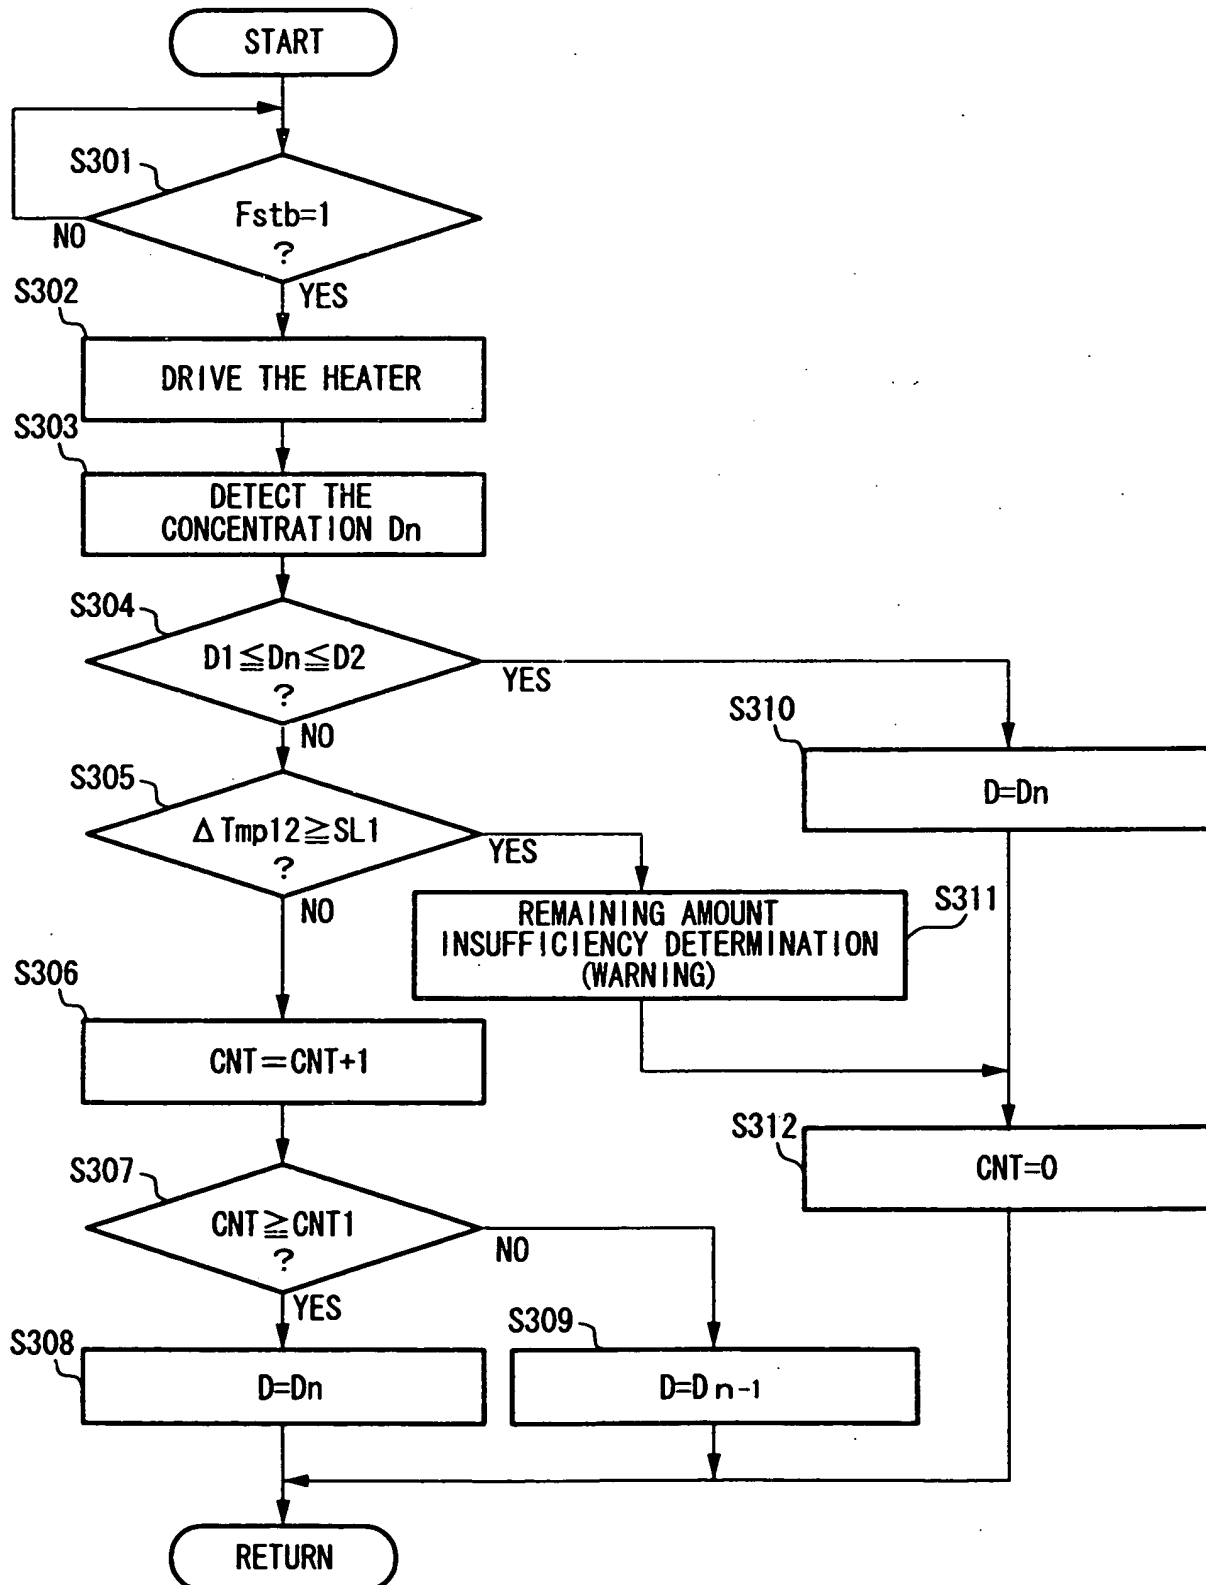 START
S301
Fstb=1
?
NO
YES
S302
DRIVE THE HEATER
S303
DETECT THE
CONCENTRATION Dn
S304
D1≦Dn≦D2
?
YES
NO
S310
D=Dn
S305
ΔTmp12≧SL1
?
YES
NO
S311
REMAINING AMOUNT
INSUFFICIENCY DETERMINATION
(WARNING)
S306
CNT=CNT+1
S312
CNT=0
S307
CNT≧CNT1
?
NO
YES
S308
D=Dn
S309
D=Dn-1
RETURN